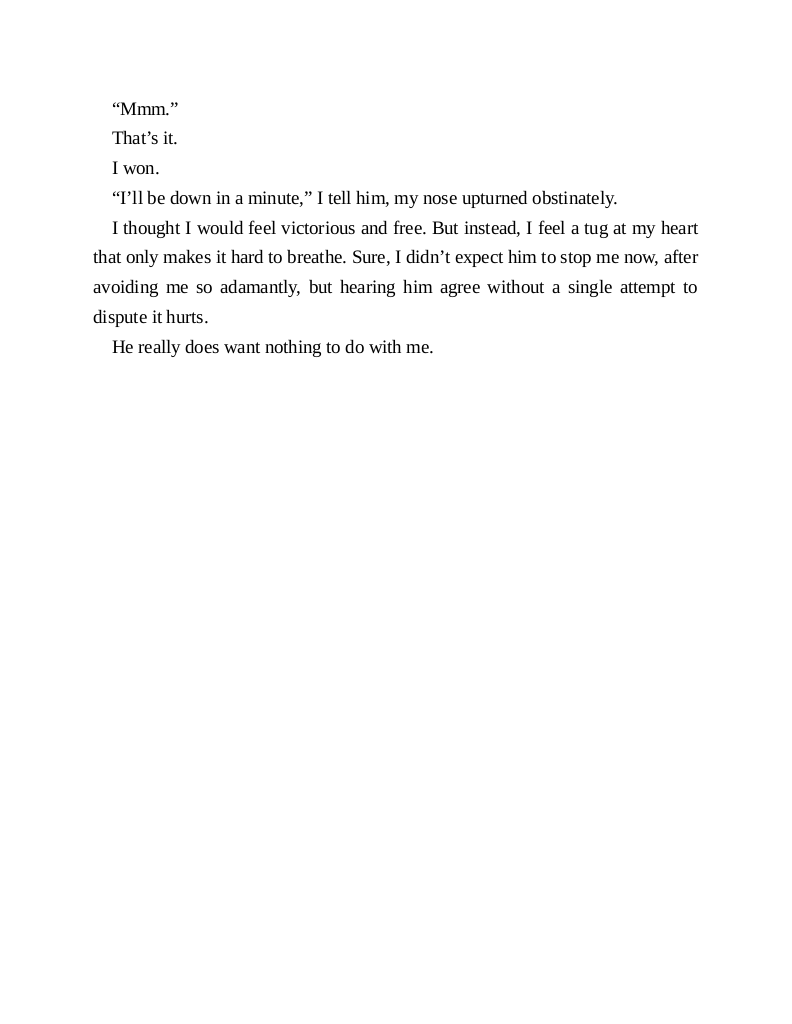 “Mmm.”
That’s it.
I won.
“I’ll be down in a minute,” I tell him, my nose upturned obstinately.
I thought I would feel victorious and free. But instead, I feel a tug at my heart
that only makes it hard to breathe. Sure, I didn’t expect him to stop me now, after
avoiding me so adamantly, but hearing him agree without a single attempt to
dispute it hurts.
He really does want nothing to do with me.